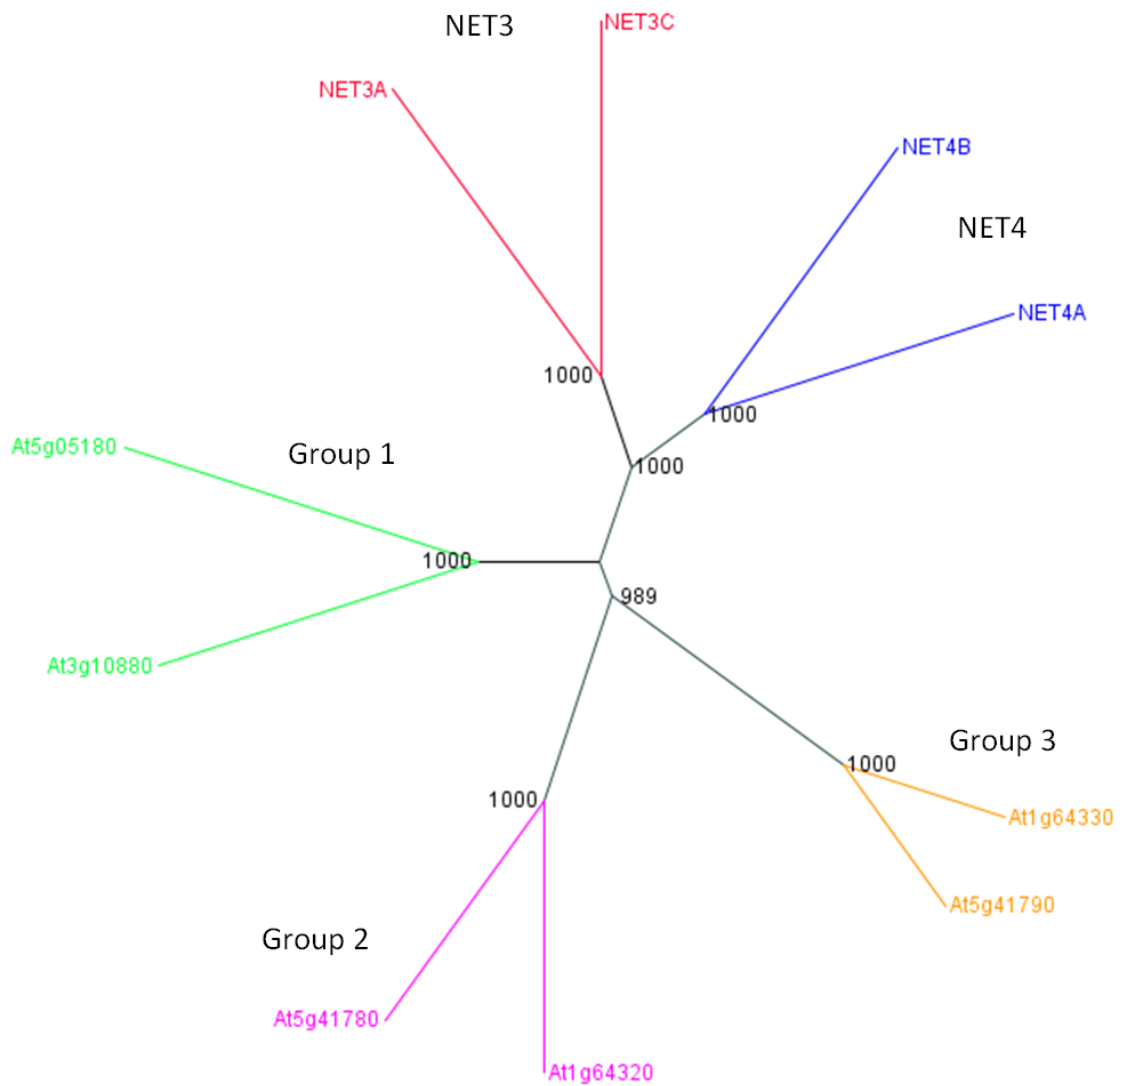 NET3
NET3C
NET3A
NET4B
NET4
NET4A
1000
1000
At5g05180
Group 1
1000
1000
989
At3g10880
Group 3
1000
1000
At1g64330
At5g41790
Group 2
At5g41780
At1g64320